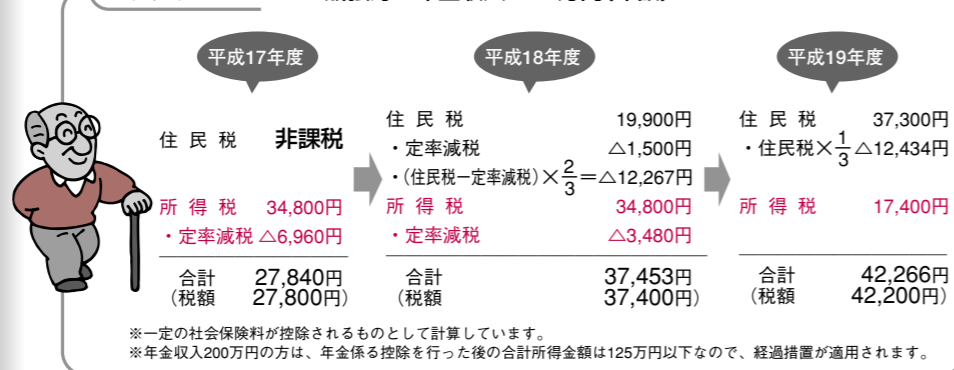 平成17年度
住民税 非課税
所得税 34,800円
・定率減税 △6,960円
合計 27,840円
(税額 27,800円)
平成18年度
住民税 19,900円
・定率減税 △1,500円
・(住民税ー定率減税)×2/3=△12,267円
所得税 34,800円
・定率減税 △3,480円
合計 37,453円
(税額 37,400円)
平成19年度
住民税 37,300円
・住民税×1/3 △12,434円
所得税 17,400円
合計 42,266円
(税額 42,200円)
※一定の社会保険料が控除されるものとして計算しています。
※年金収入200万円の方は、年金係る控除を行った後の合計所得金額は125万円以下なので、経過措置が適用されます。